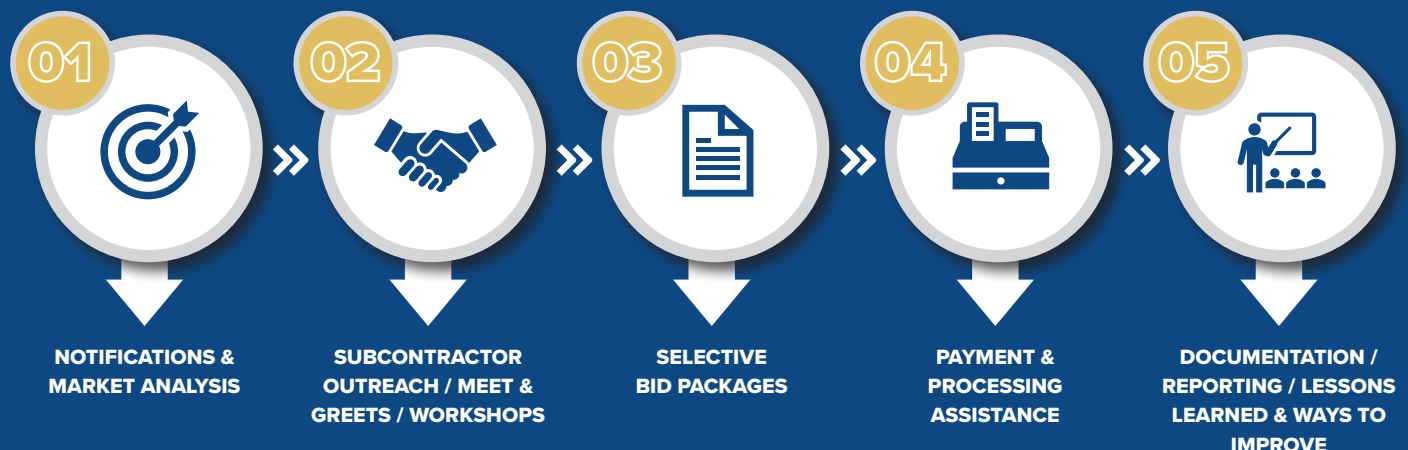 01
02
03
04
05
NOTIFICATIONS &
MARKET ANALYSIS
SUBCONTRACTOR
OUTREACH / MEET &
GREETS / WORKSHOPS
SELECTIVE
BID PACKAGES
PAYMENT &
PROCESSING
ASSISTANCE
DOCUMENTATION /
REPORTING / LESSONS
LEARNED & WAYS TO
IMPROVE